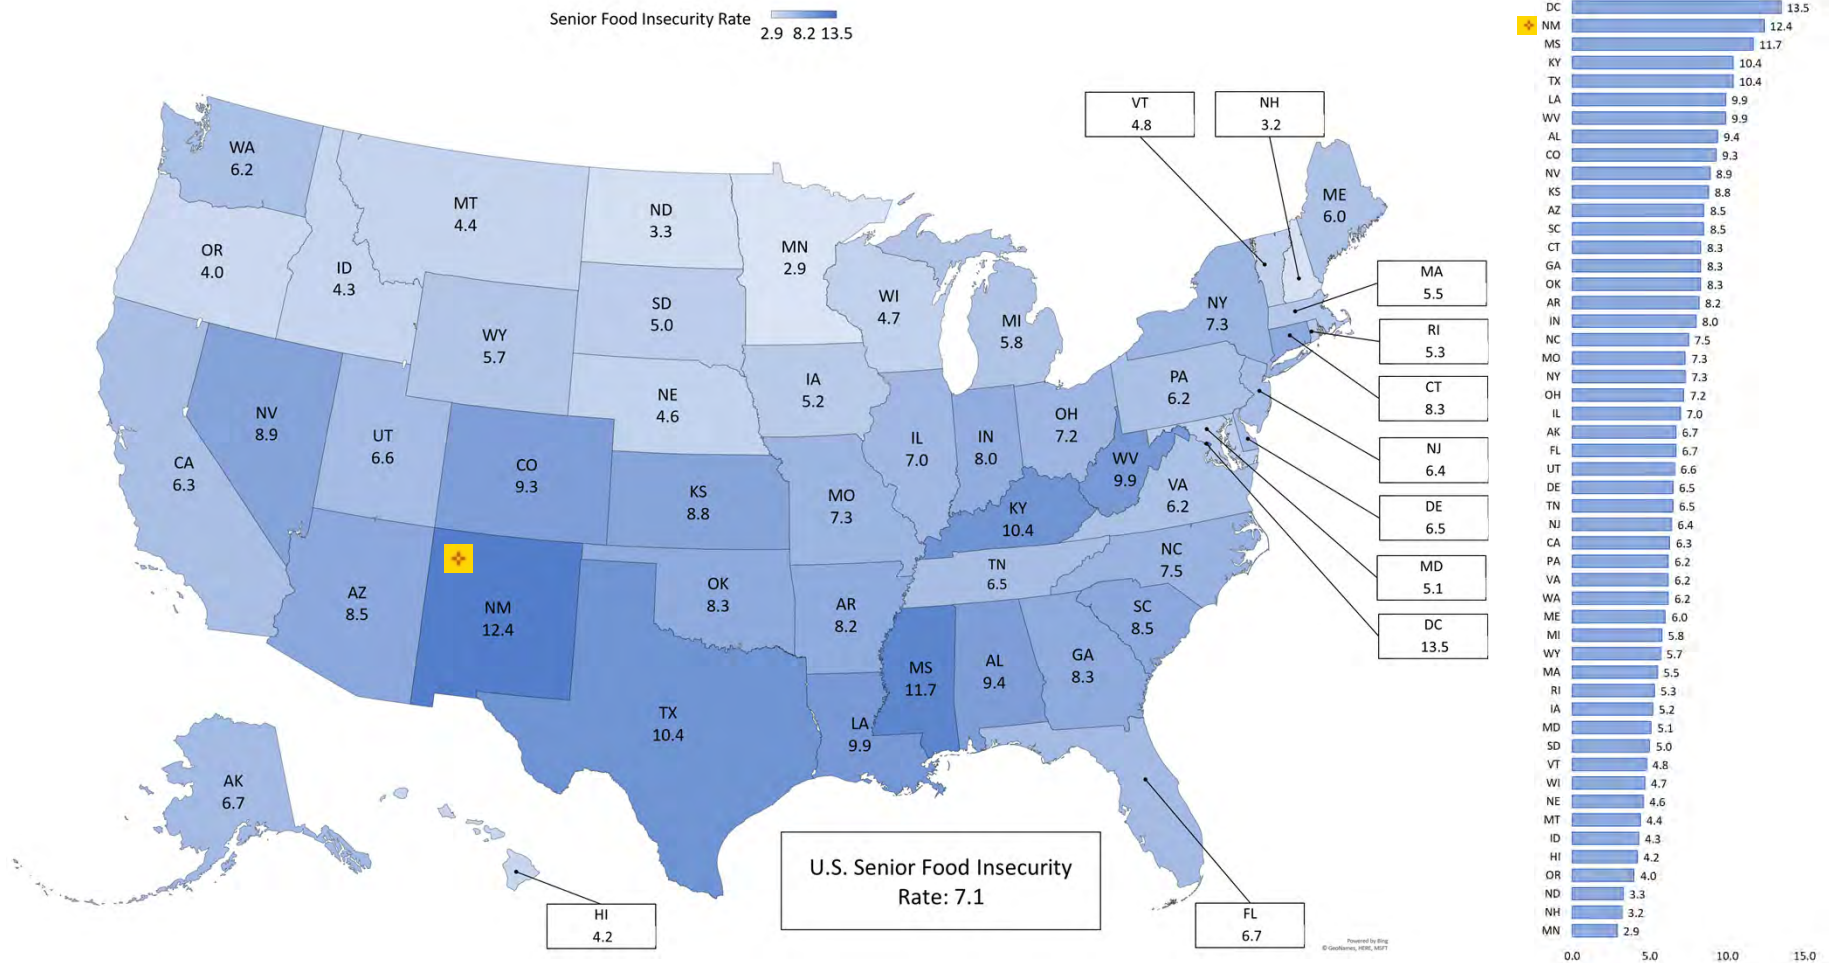 Senior Food Insecurity Rate
2.9 8.2 13.5
WA
6.2
OR
4.0
ID
4.3
MT
4.4
ND
3.3
MN
2.9
SD
5.0
WY
5.7
NE
4.6
IA
5.2
WI
4.7
MI
5.8
NY
7.3
ME
6.0
VT
4.8
NH
3.2
MA
5.5
RI
5.3
CT
8.3
NJ
6.4
DE
6.5
MD
5.1
DC
13.5
PA
6.2
OH
7.2
IN
8.0
IL
7.0
WV
9.9
VA
6.2
KY
10.4
NC
7.5
TN
6.5
SC
8.5
GA
8.3
AL
9.4
MS
11.7
LA
9.9
AR
8.2
MO
7.3
KS
8.8
OK
8.3
TX
10.4
NM
12.4
CO
9.3
UT
6.6
NV
8.9
CA
6.3
AZ
8.5
AK
6.7
HI
4.2
FL
6.7
U.S. Senior Food Insecurity
Rate: 7.1
Powered by Bing
© GeoNames, HERE, MSFT
DC 13.5
NM 12.4
MS 11.7
KY 10.4
TX 10.4
LA 9.9
WV 9.9
AL 9.4
CO 9.3
NV 8.9
KS 8.8
AZ 8.5
SC 8.5
CT 8.3
GA 8.3
OK 8.3
AR 8.2
IN 8.0
NC 7.5
MO 7.3
NY 7.3
OH 7.2
IL 7.0
AK 6.7
FL 6.7
UT 6.6
DE 6.5
TN 6.5
NJ 6.4
CA 6.3
PA 6.2
VA 6.2
WA 6.2
ME 6.0
MI 5.8
WY 5.7
MA 5.5
RI 5.3
IA 5.2
MD 5.1
SD 5.0
VT 4.8
WI 4.7
NE 4.6
MT 4.4
ID 4.3
HI 4.2
OR 4.0
ND 3.3
NH 3.2
MN 2.9
0.0 5.0 10.0 15.0